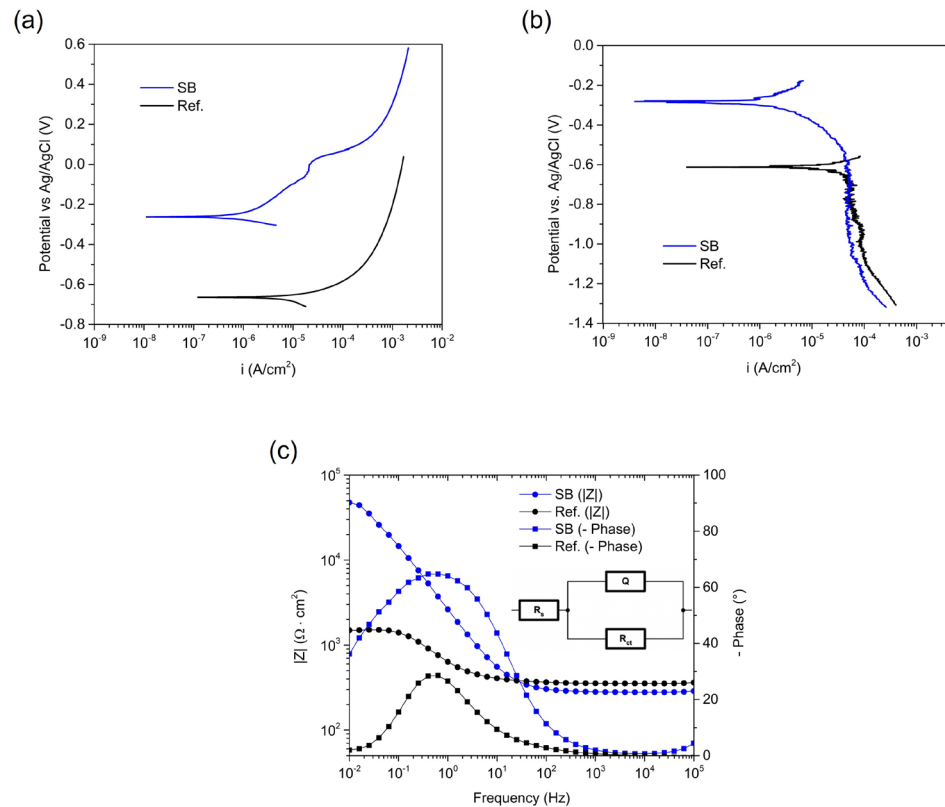 (a)
0.6
0.4
0.2
0.0
-0.2
-0.4
-0.6
-0.8
Potential vs Ag/AgCl (V)
SB
Ref.
10⁻⁹ 10⁻⁸ 10⁻⁷ 10⁻⁶ 10⁻⁵ 10⁻⁴ 10⁻³ 10⁻²
i (A/cm²)
(b)
0.0
-0.2
-0.4
-0.6
-0.8
-1.0
-1.2
-1.4
Potential vs. Ag/AgCl (V)
SB
Ref.
10⁻⁹ 10⁻⁸ 10⁻⁷ 10⁻⁶ 10⁻⁵ 10⁻⁴ 10⁻³
i (A/cm²)
(c)
10⁵
10⁴
10³
10²
|Z| (Ω · cm²)
SB (|Z|)
Ref. (|Z|)
SB (- Phase)
Ref. (- Phase)
Rₛ
Q
R_ct
100
80
60
40
20
0
- Phase (°)
10⁻² 10⁻¹ 10⁰ 10¹ 10² 10³ 10⁴ 10⁵
Frequency (Hz)